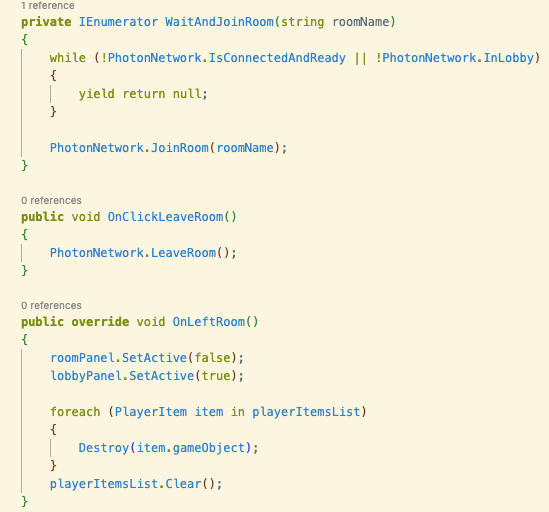 1 reference
private IEnumerator WaitAndJoinRoom(string roomName)
{
while (!PhotonNetwork.IsConnectedAndReady || !PhotonNetwork.InLobby)
{
yield return null;
}
PhotonNetwork.JoinRoom(roomName);
}
0 references
public void OnClickLeaveRoom()
{
PhotonNetwork.LeaveRoom();
}
0 references
public override void OnLeftRoom()
{
roomPanel.SetActive(false);
lobbyPanel.SetActive(true);
foreach (PlayerItem item in playerItemsList)
{
Destroy(item.gameObject);
}
playerItemsList.Clear();
}